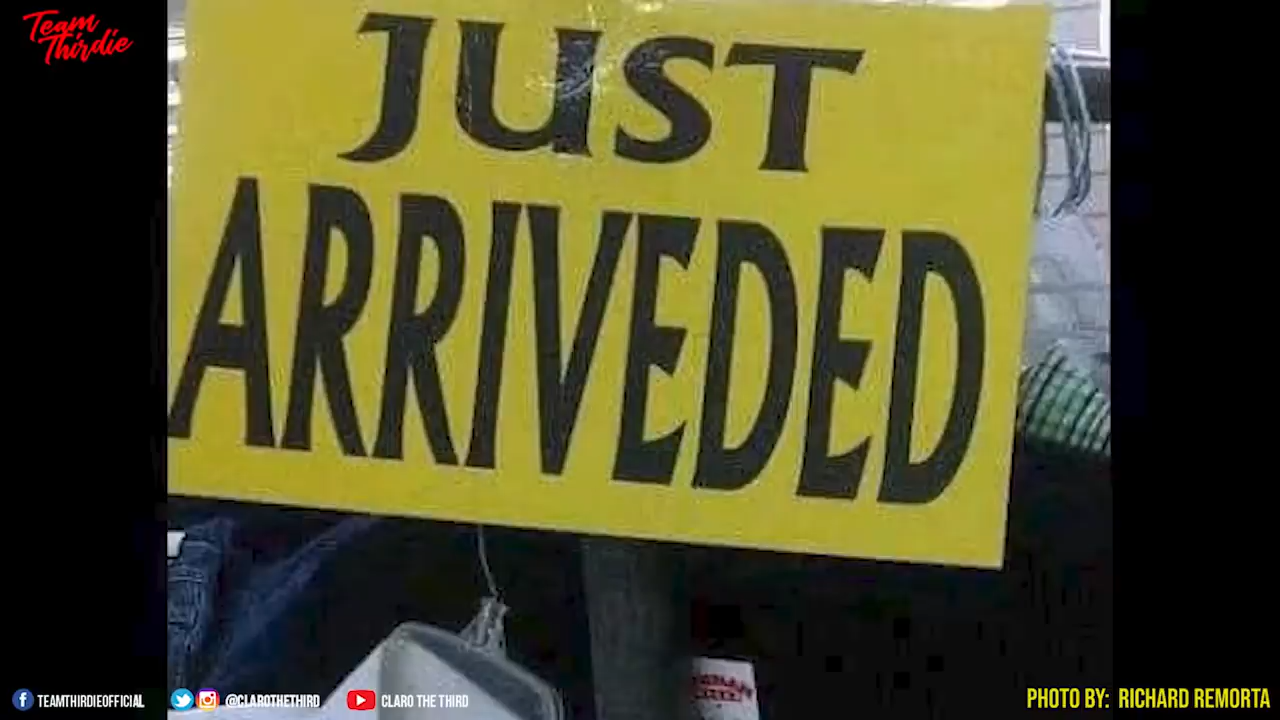 Team
Thirdie
JUST
ARRIVEDED
TEAMTHIRDIEOFFICIAL
@CLAROTHETHIRD
CLARO THE THIRD
PHOTO BY: RICHARD REMORTA